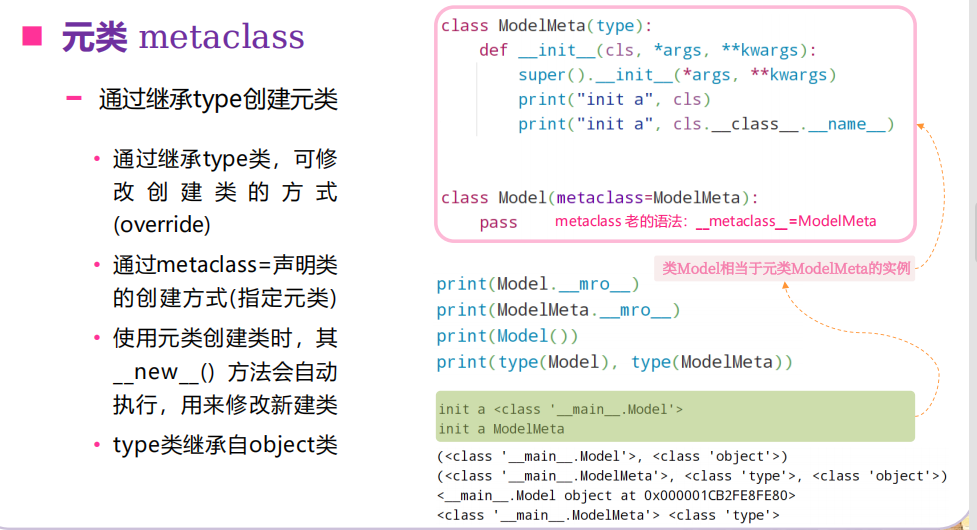 元类 metaclass
通过继承type创建元类
通过继承type类，可修
改创建类的方式
(override)
通过metaclass=声明类
的创建方式(指定元类)
使用元类创建类时，其
__new__() 方法会自动
执行，用来修改新建类
type类继承自object类
class ModelMeta(type):
def __init__(cls, *args, **kwargs):
super().__init__(*args, **kwargs)
print("init a", cls)
print("init a", cls.__class__.__name__)
class Model(metaclass=ModelMeta):
pass metaclass 老的语法：__metaclass__=ModelMeta
类Model相当于元类ModelMeta的实例
print(Model.__mro__)
print(ModelMeta.__mro__)
print(Model())
print(type(Model), type(ModelMeta))
init a <class '__main__.Model'>
init a ModelMeta
(<class '__main__.Model'>, <class 'object'>)
(<class '__main__.ModelMeta'>, <class 'type'>, <class 'object'>)
<__main__.Model object at 0x000001CB2FE8FE80>
<class '__main__.ModelMeta'> <class 'type'>